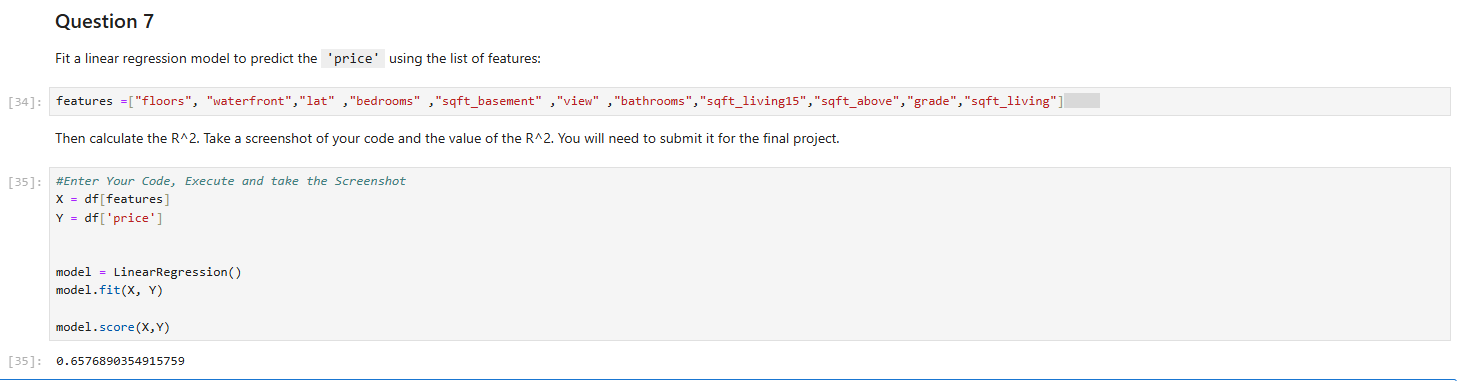 Question 7
Fit a linear regression model to predict the 'price' using the list of features:
[34]: features =["floors", "waterfront","lat" ,"bedrooms" ,"sqft_basement" ,"view" ,"bathrooms","sqft_living15","sqft_above","grade","sqft_living"]
Then calculate the R^2. Take a screenshot of your code and the value of the R^2. You will need to submit it for the final project.
[35]: #Enter Your Code, Execute and take the Screenshot
X = df[features]
Y = df['price']
model = LinearRegression()
model.fit(X, Y)
model.score(X,Y)
[35]: 0.6576890354915759